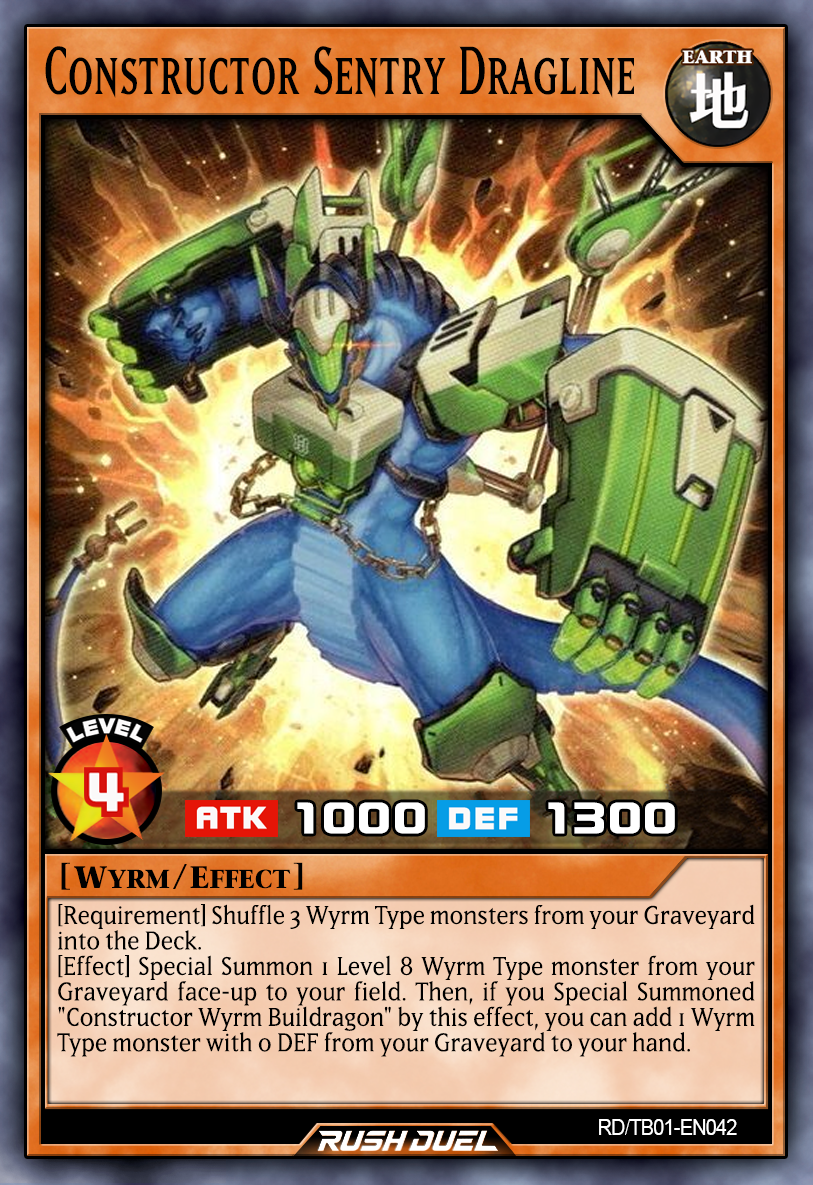 CONSTRUCTOR SENTRY DRAGLINE
EARTH
地
LEVEL
4
ATK 1000 DEF 1300
[WYRM/EFFECT]
[Requirement] Shuffle 3 Wyrm Type monsters from your Graveyard
into the Deck.
[Effect] Special Summon 1 Level 8 Wyrm Type monster from your
Graveyard face-up to your field. Then, if you Special Summoned
"Constructor Wyrm Buildragon" by this effect, you can add 1 Wyrm
Type monster with 0 DEF from your Graveyard to your hand.
RD/TB01-EN042
RUSH DUEL